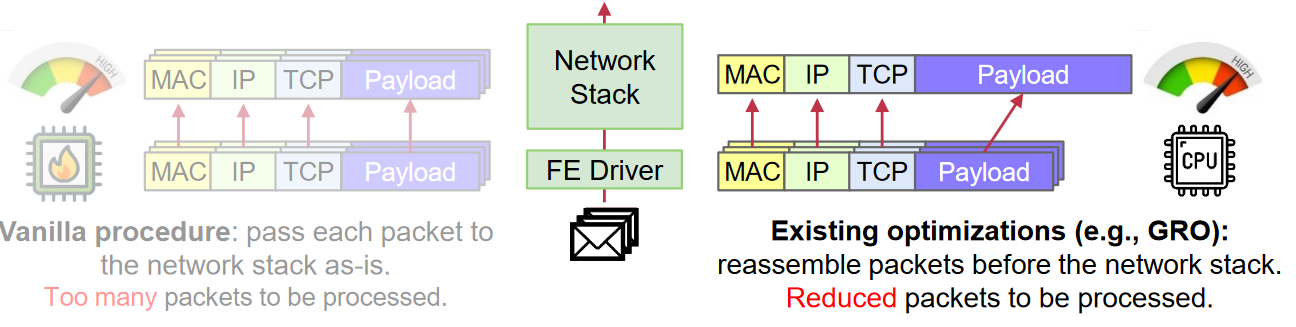 HIGH
MAC IP TCP Payload
MAC IP TCP Payload
Vanilla procedure: pass each packet to
the network stack as-is.
Too many packets to be processed.
Network
Stack
FE Driver
MAC IP TCP Payload
HIGH
MAC IP TCP Payload
CPU
Existing optimizations (e.g., GRO):
reassemble packets before the network stack.
Reduced packets to be processed.